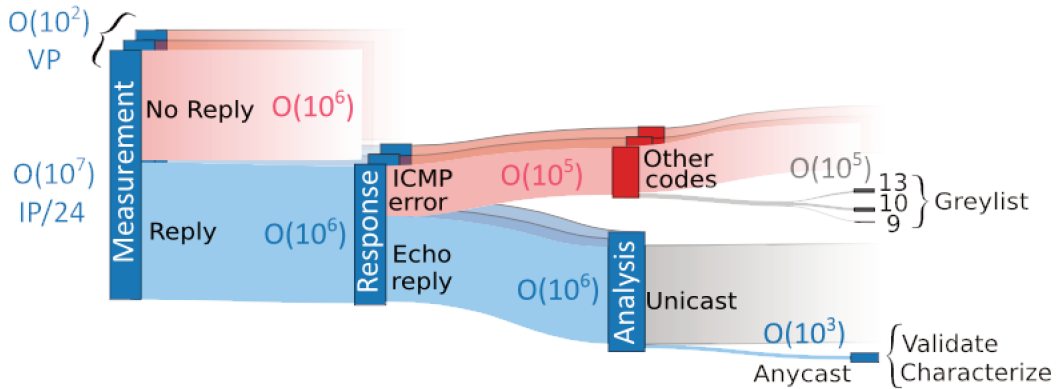 O(10²)
VP
Measurement
No Reply
O(10⁶)
O(10⁷)
IP/24
Reply
O(10⁶)
Response
ICMP
error
O(10⁵)
Other
codes
O(10⁵)
13
10
9
Greylist
Echo
reply
O(10⁶)
Analysis
Unicast
O(10³)
Anycast
Validate
Characterize